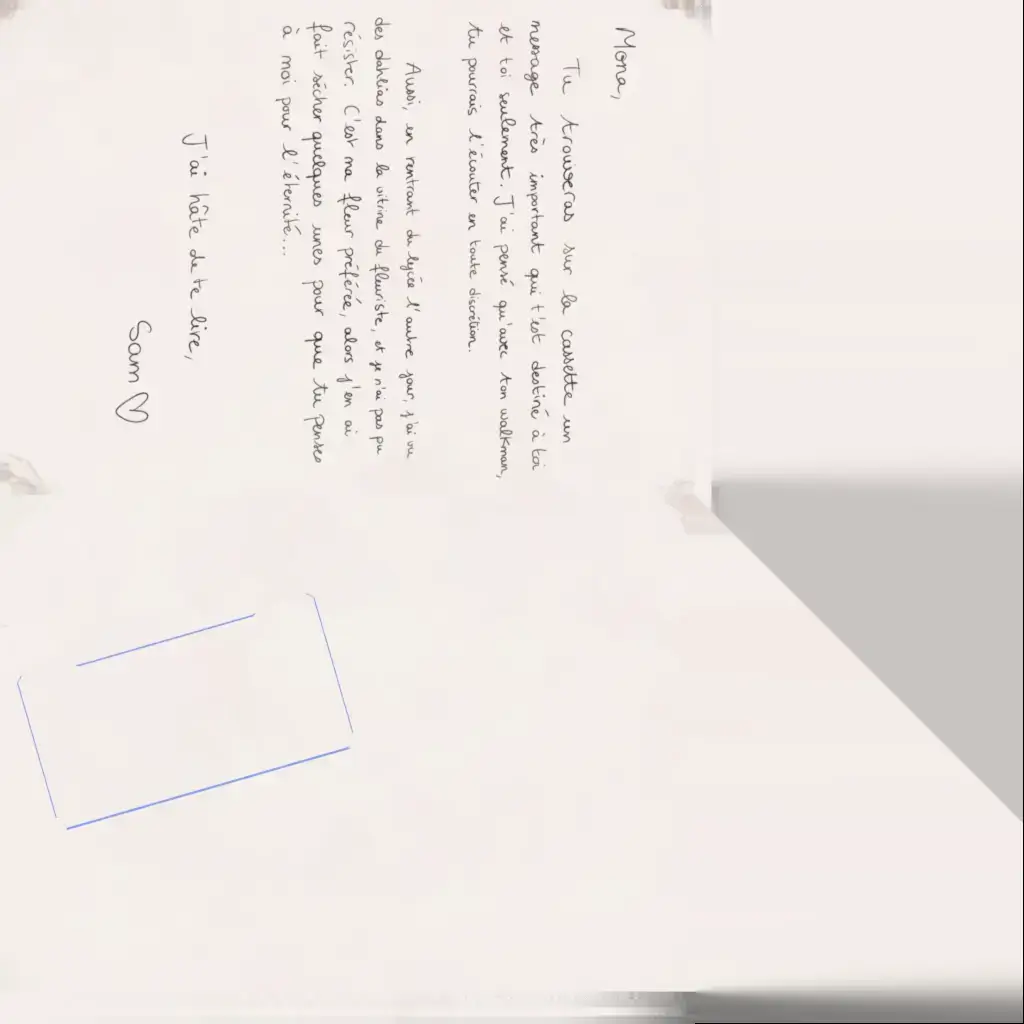 Mona,
Tu trouveras sur la cassette un
message très important qui t'est destiné à toi
et toi seulement. J'ai pensé qu'avec ton walkman,
tu pourrais l'écouter en toute discrétion.
Aussi, en rentrant du lycée l'autre jour, j'ai vu
des dahlias dans la vitrine du fleuriste, et je n'ai pas pu
résister. C'est ma fleur préférée, alors j'en ai
fait sécher quelques unes pour que tu penses
à moi pour l'éternité...
J'ai hâte de te lire,
Sam ♡